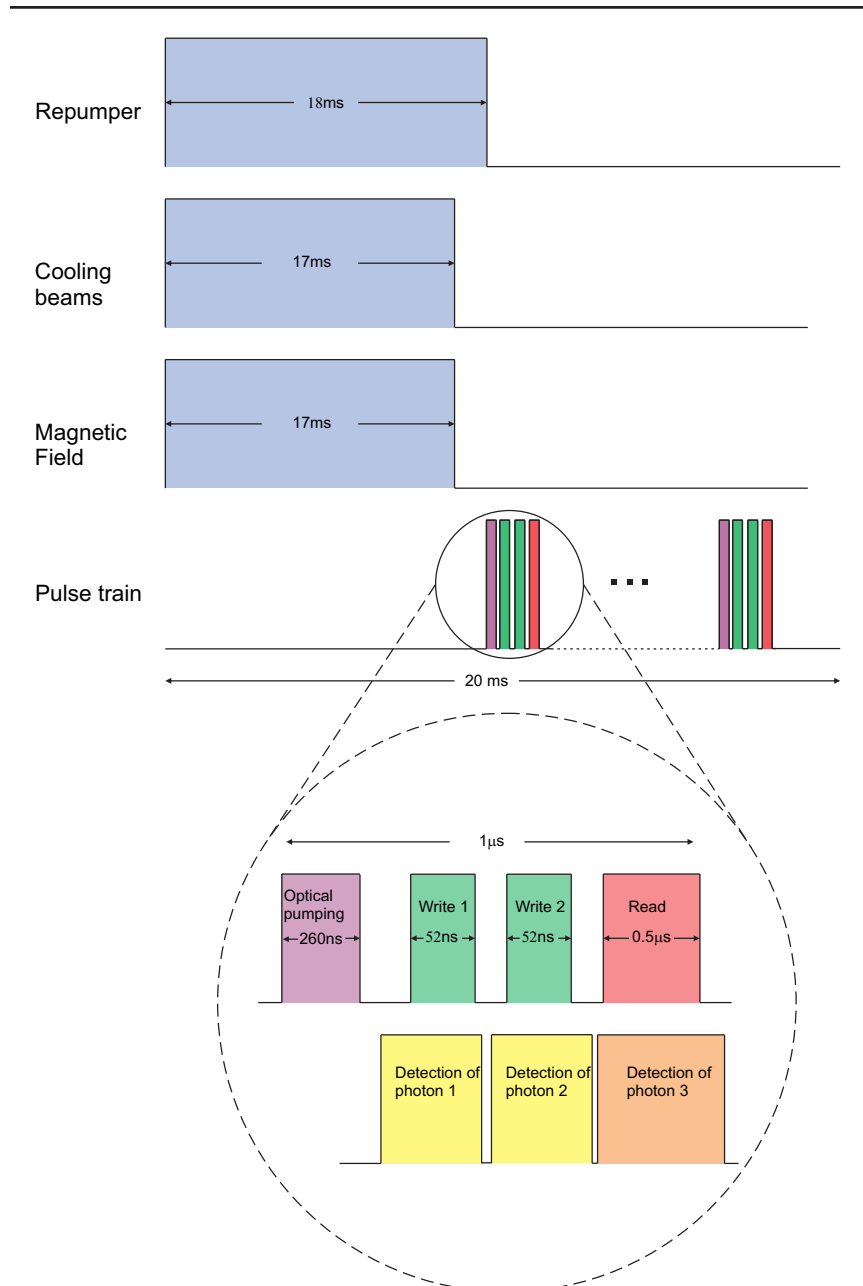 Repumper
18ms
Cooling
beams
17ms
Magnetic
Field
17ms
Pulse train
20 ms
1μs
Optical
pumping
260ns
Write 1
52ns
Write 2
52ns
Read
0.5μs
Detection of
photon 1
Detection of
photon 2
Detection of
photon 3